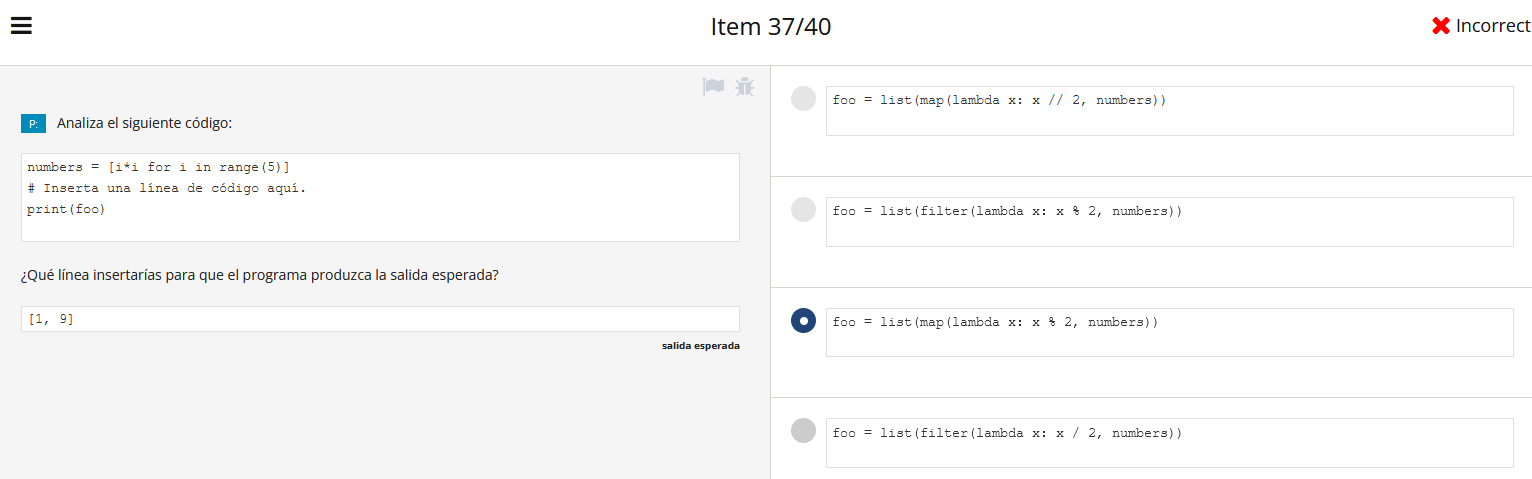 Item 37/40
Incorrect
P: Analiza el siguiente código:
numbers = [i*i for i in range(5)]
# Inserta una línea de código aquí.
print(foo)
¿Qué línea insertarías para que el programa produzca la salida esperada?
[1, 9]
salida esperada
foo = list(map(lambda x: x // 2, numbers))
foo = list(filter(lambda x: x % 2, numbers))
foo = list(map(lambda x: x % 2, numbers))
foo = list(filter(lambda x: x / 2, numbers))